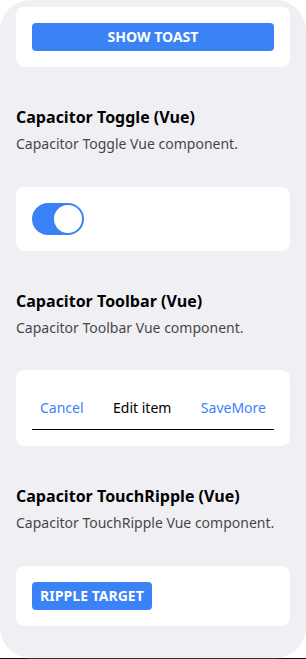 SHOW TOAST
Capacitor Toggle (Vue)
Capacitor Toggle Vue component.
Capacitor Toolbar (Vue)
Capacitor Toolbar Vue component.
Cancel Edit item SaveMore
Capacitor TouchRipple (Vue)
Capacitor TouchRipple Vue component.
RIPPLE TARGET